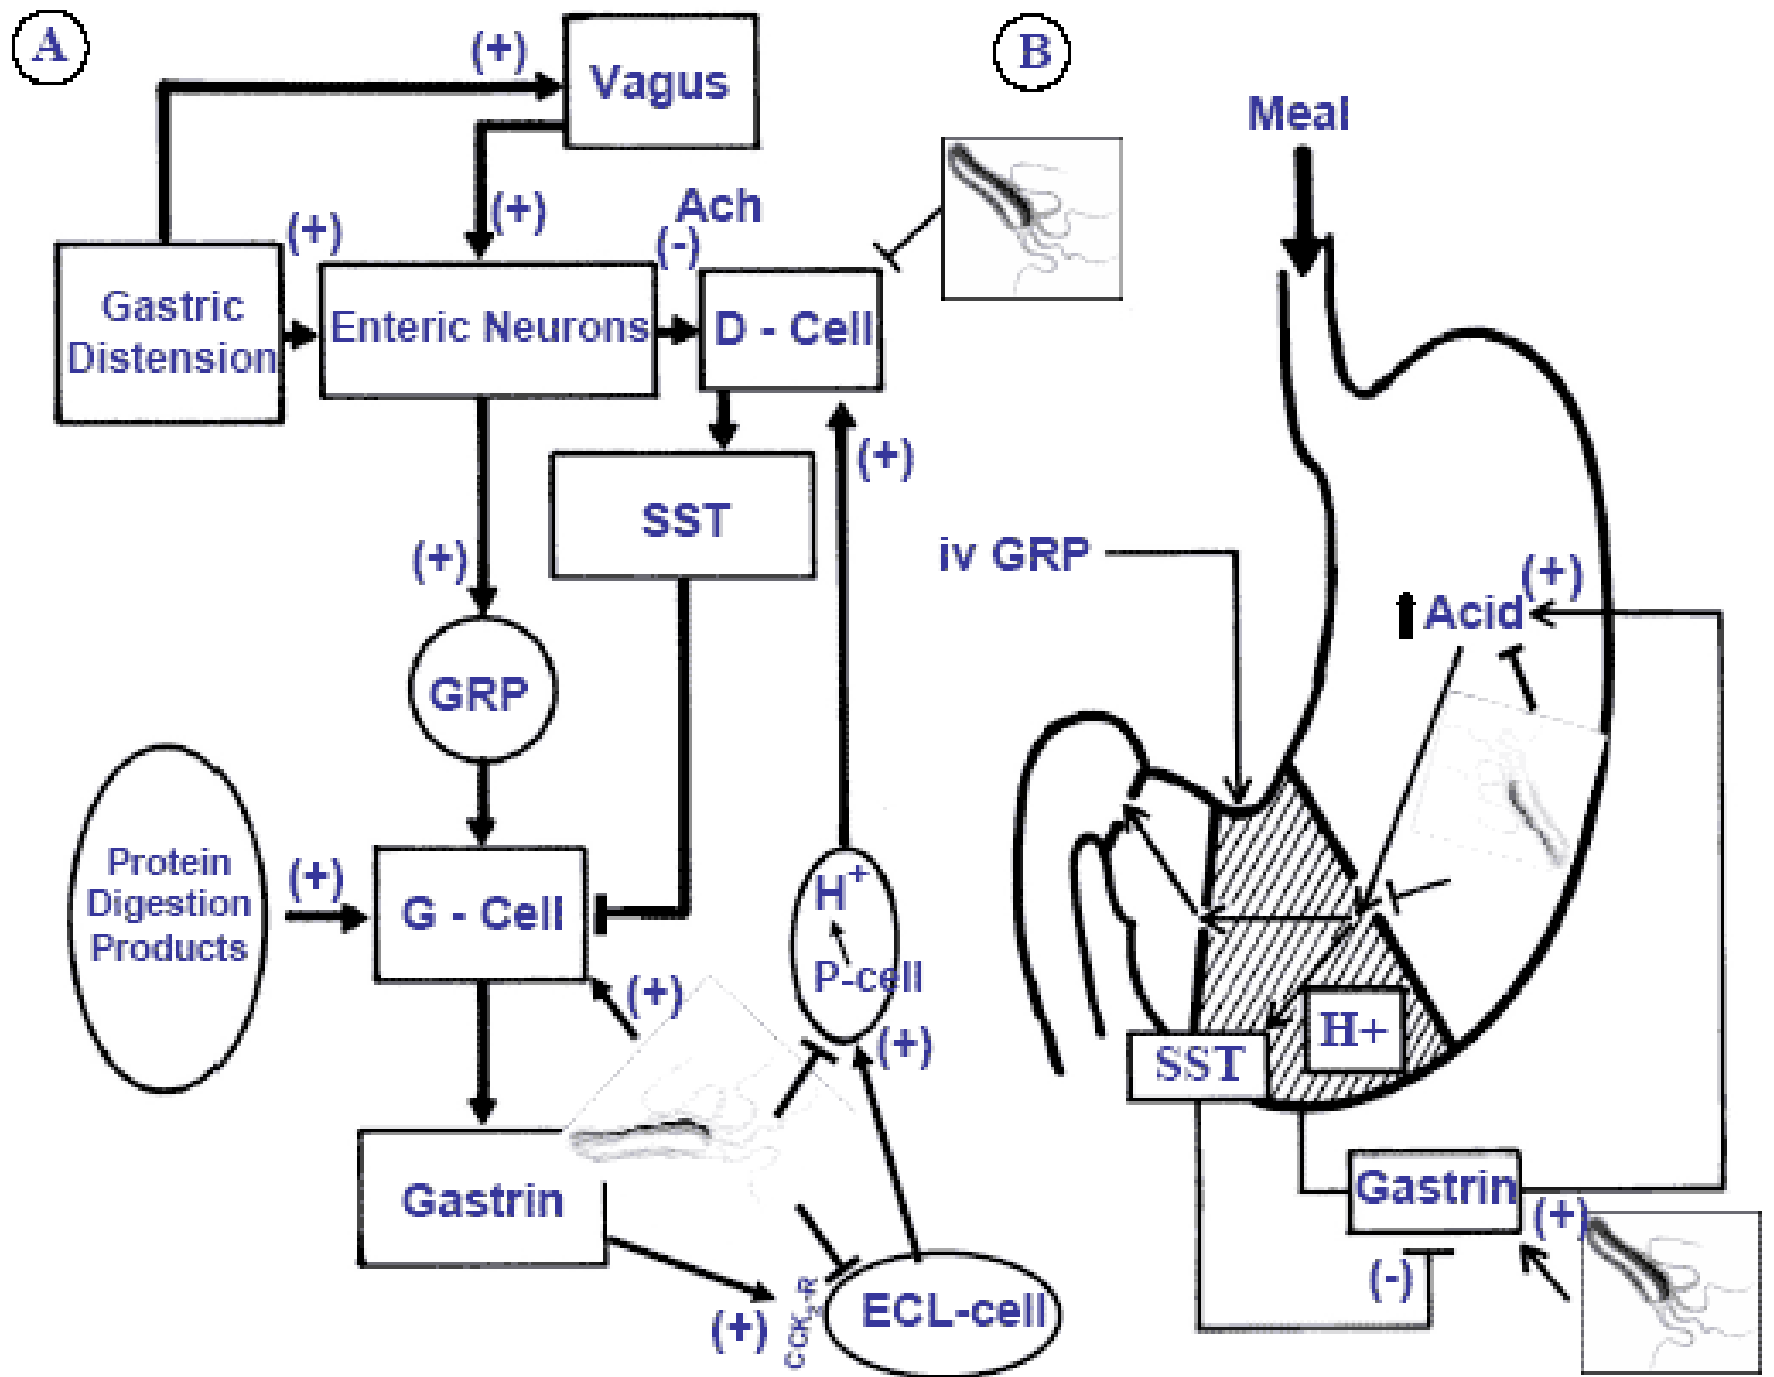 A
(+)
Vagus
(+)
Ach
(+)
(-)
Gastric
Distension
Enteric Neurons
D - Cell
(+)
SST
(+)
GRP
Protein
Digestion
Products
(+)
G - Cell
H+
P-cell
(+)
(+)
Gastrin
(+)
CCK2-R
ECL-cell
B
Meal
iv GRP
(+)
Acid
H+
SST
Gastrin
(+)
(-)